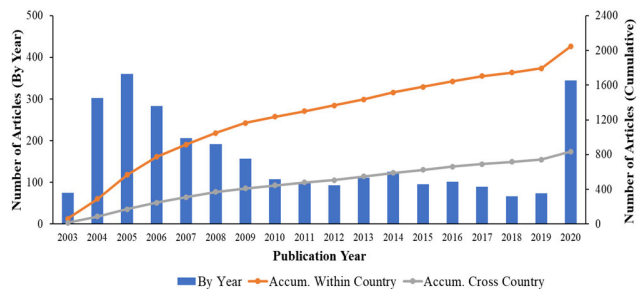 Number of Articles (By Year)
500
400
300
200
100
0
2400
2000
1600
1200
800
400
0
Number of Articles (Cumulative)
2003 2004 2005 2006 2007 2008 2009 2010 2011 2012 2013 2014 2015 2016 2017 2018 2019 2020
Publication Year
By Year Accum. Within Country Accum. Cross Country